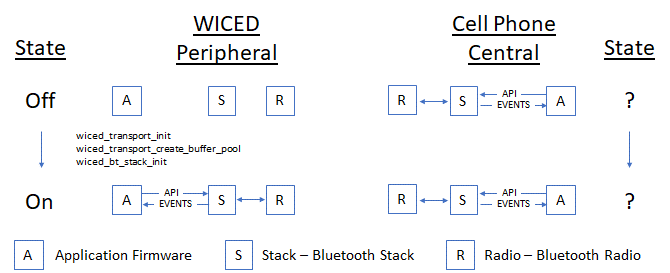 State
WICED
Peripheral
Cell Phone
Central
State
Off
A
S
R
R
S
API
EVENTS
A
?
wiced_transport_init
wiced_transport_create_buffer_pool
wiced_bt_stack_init
On
A
API
EVENTS
S
R
R
S
API
EVENTS
A
?
A Application Firmware
S Stack – Bluetooth Stack
R Radio – Bluetooth Radio